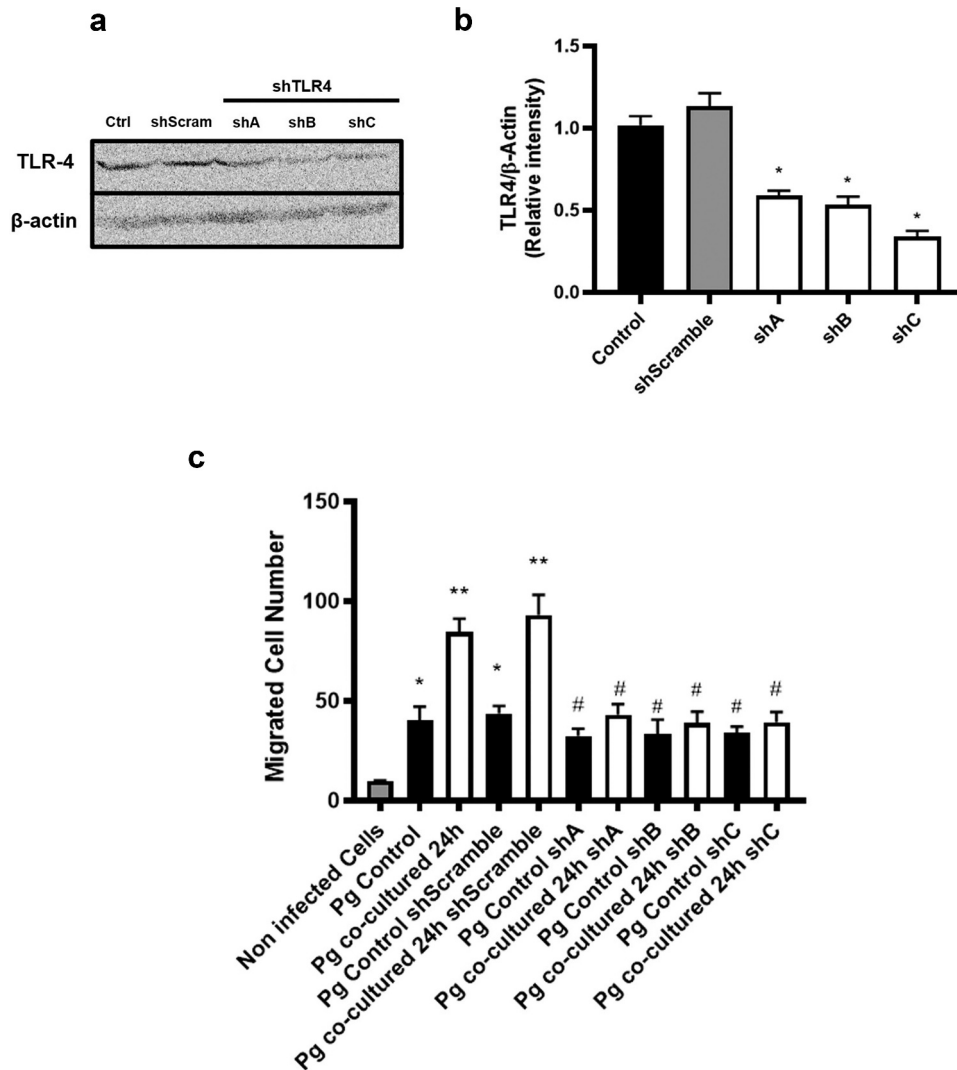 a
shTLR4
Ctrl shScram shA shB shC
TLR-4
β-actin
b
TLR4/β-Actin
(Relative intensity)
1.5
1.0
0.5
0.0
* * *
Control shScramble shA shB shC
c
Migrated Cell Number
150
100
50
0
* ** * ** # # # # # #
Non infected Cells
Pg Control
Pg co-cultured 24h
Pg Control shScramble
Pg co-cultured 24h shScramble
Pg Control shA
Pg co-cultured 24h shA
Pg Control shB
Pg co-cultured 24h shB
Pg Control shC
Pg co-cultured 24h shC